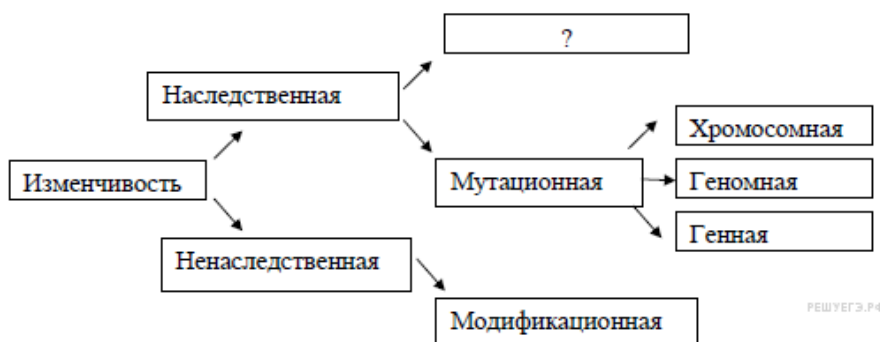 ?
Наследственная
Хромосомная
Изменчивость
Мутационная
Геномная
Генная
Ненаследственная
Модификационная
РЕШУЕГЭ.РФ